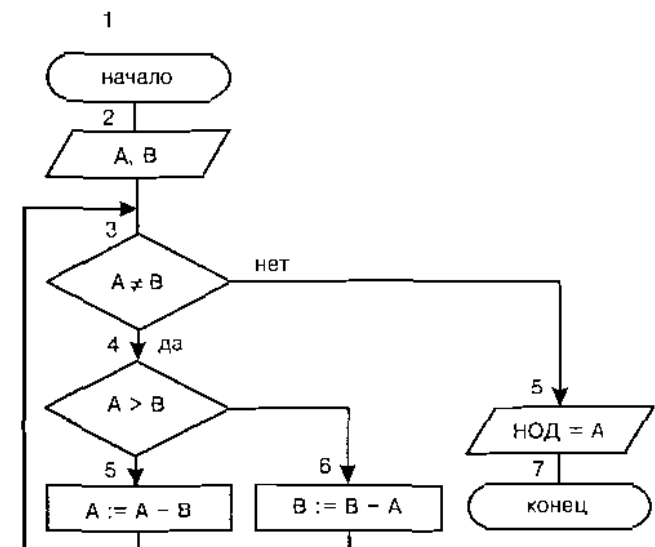 1
начало
2
A, B
3
A ≠ B
нет
4
да
A > B
5
A := A – B
6
B := B – A
5
НОД = A
7
конец